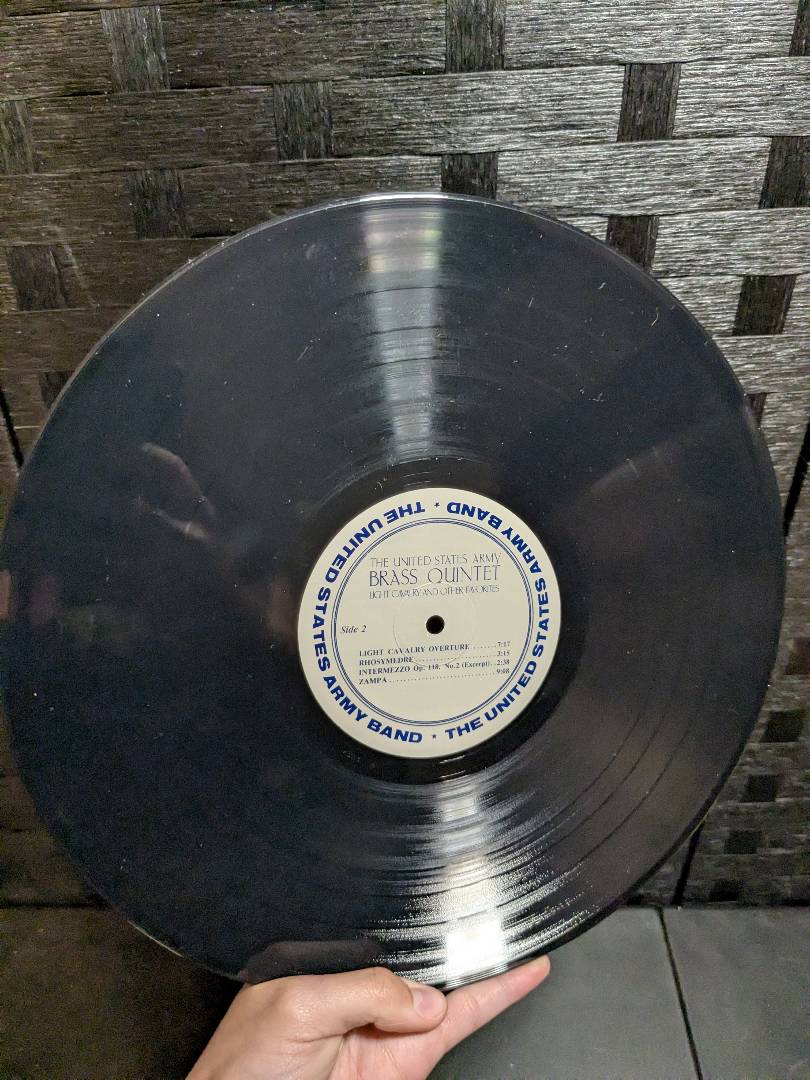 THE UNITED STATES ARMY BAND ★ THE UNITED STATES ARMY BAND ★
THE UNITED STATES ARMY
BRASS QUINTET
LIGHT CAVALRY AND OTHER FAVORITES
Side 2
LIGHT CAVALRY OVERTURE ....... 7:17
RHOSYMEDRE ..................... 3:15
INTERMEZZO Op. 118, No.2 (Excerpt) .. 2:38
ZAMPA ............................ 9:08